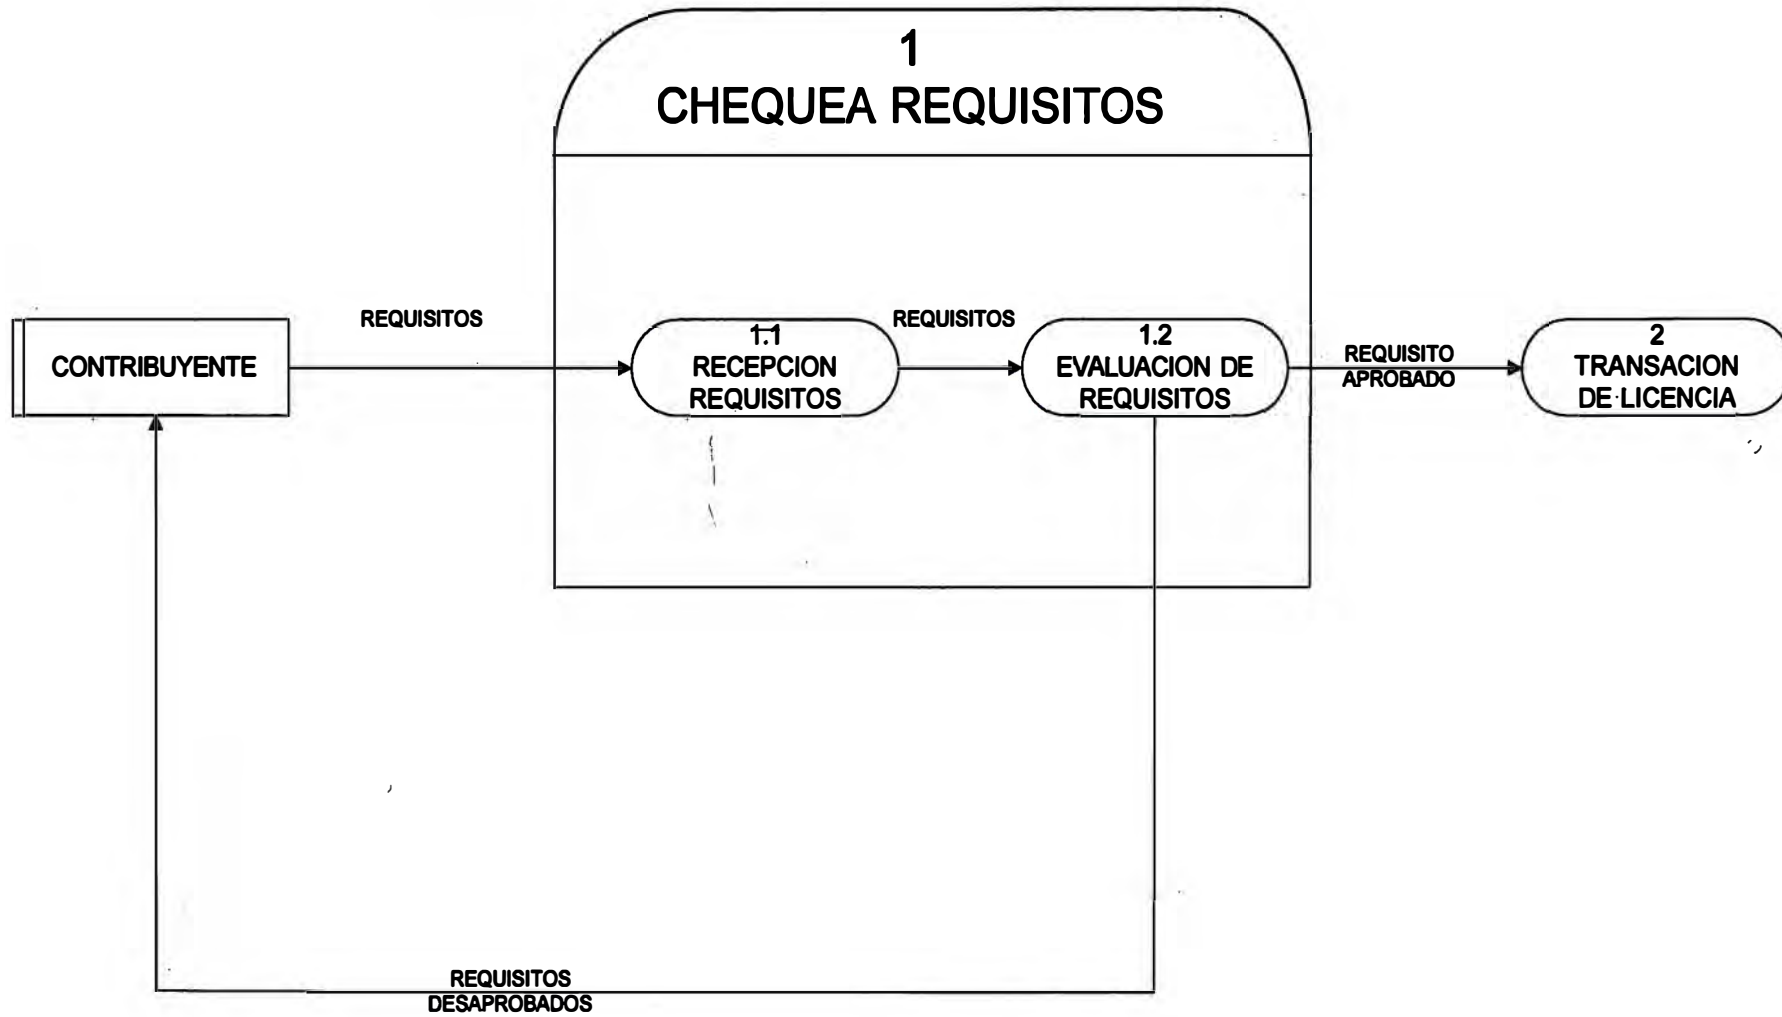 1
CHEQUEA REQUISITOS
REQUISITOS
REQUISITOS
CONTRIBUYENTE
1.1
RECEPCION
REQUISITOS
1.2
EVALUACION DE
REQUISITOS
REQUISITO
APROBADO
2
TRANSACION
DE LICENCIA
REQUISITOS
DESAPROBADOS